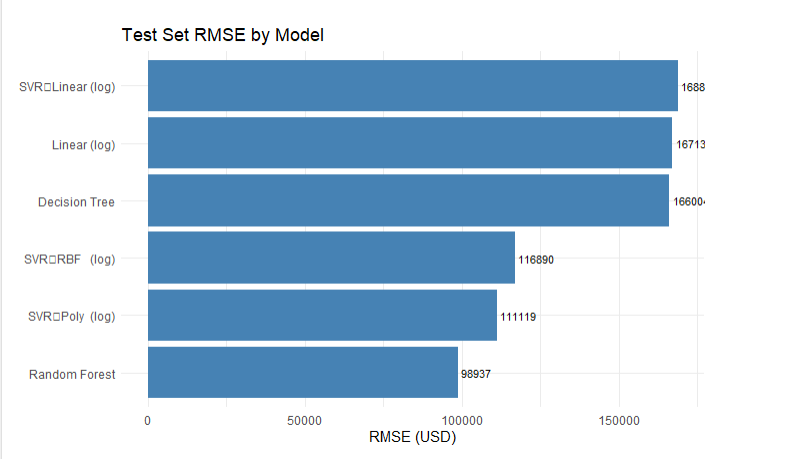 Test Set RMSE by Model
SVR□Linear (log) 1688
Linear (log) 16713
Decision Tree 166004
SVR□RBF (log) 116890
SVR□Poly (log) 111119
Random Forest 98937
0 50000 100000 150000
RMSE (USD)